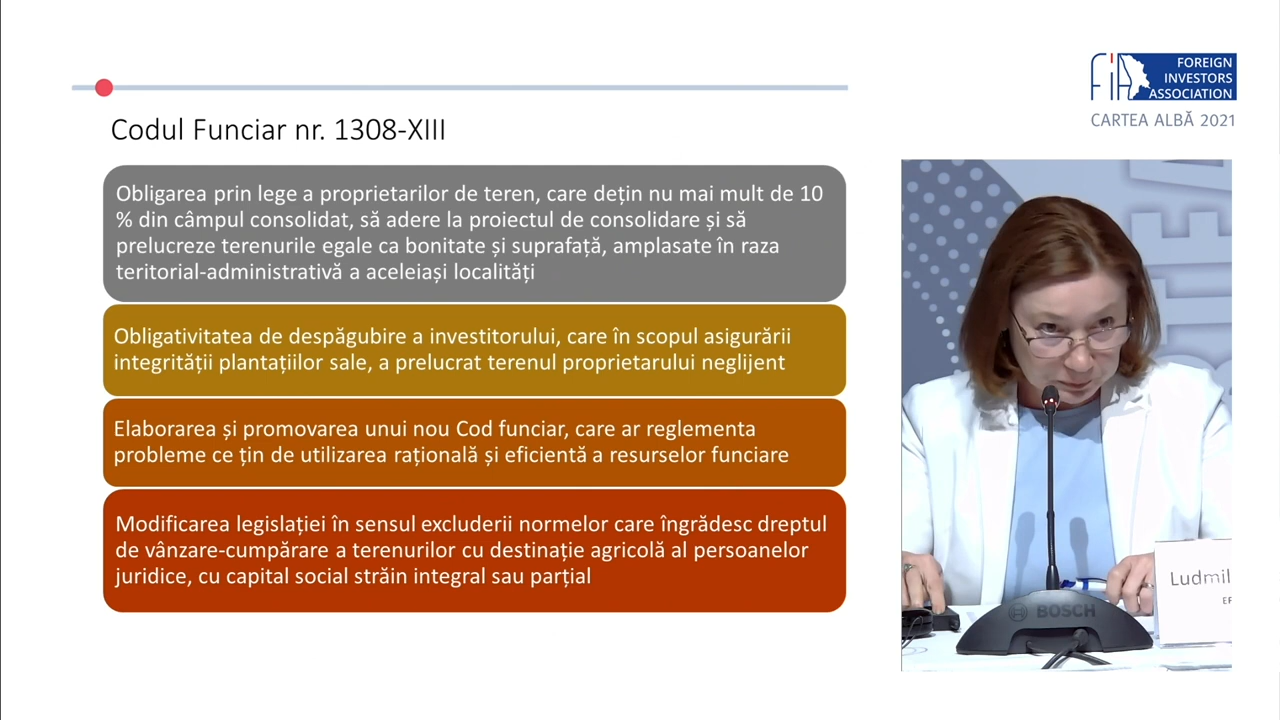 FIA
FOREIGN
INVESTORS
ASSOCIATION
CARTEA ALBĂ 2021
Codul Funciar nr. 1308-XIII
Obligarea prin lege a proprietarilor de teren, care dețin nu mai mult de 10
% din câmpul consolidat, să adere la proiectul de consolidare și să
prelucreze terenurile egale ca bonitate și suprafață, amplasate în raza
teritorial-administrativă a aceleiași localități
Obligativitatea de despăgubire a investitorului, care în scopul asigurării
integrității plantațiilor sale, a prelucrat terenul proprietarului neglijent
Elaborarea și promovarea unui nou Cod funciar, care ar reglementa
probleme ce țin de utilizarea rațională și eficientă a resurselor funciare
Modificarea legislației în sensul excluderii normelor care îngrădesc dreptul
de vânzare-cumpărare a terenurilor cu destinație agricolă al persoanelor
juridice, cu capital social străin integral sau parțial
BOSCH
Ludmil